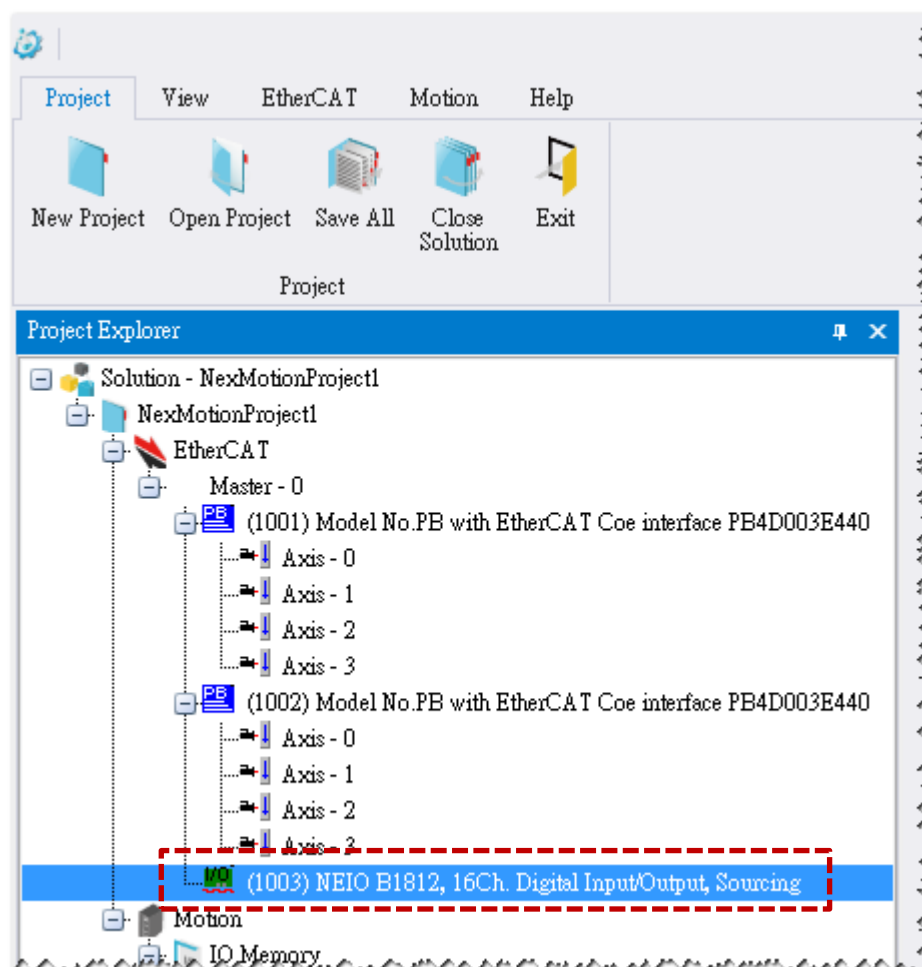 Project View EtherCAT Motion Help
New Project Open Project Save All Close Solution Exit
Project
Project Explorer
Solution - NexMotionProject1
NexMotionProject1
EtherCAT
Master - 0
PB (1001) Model No.PB with EtherCAT Coe interface PB4D003E440
Axis - 0
Axis - 1
Axis - 2
Axis - 3
PB (1002) Model No.PB with EtherCAT Coe interface PB4D003E440
Axis - 0
Axis - 1
Axis - 2
Axis - 3
I/O (1003) NEIO B1812, 16Ch. Digital Input/Output, Sourcing
Motion
IO Memory